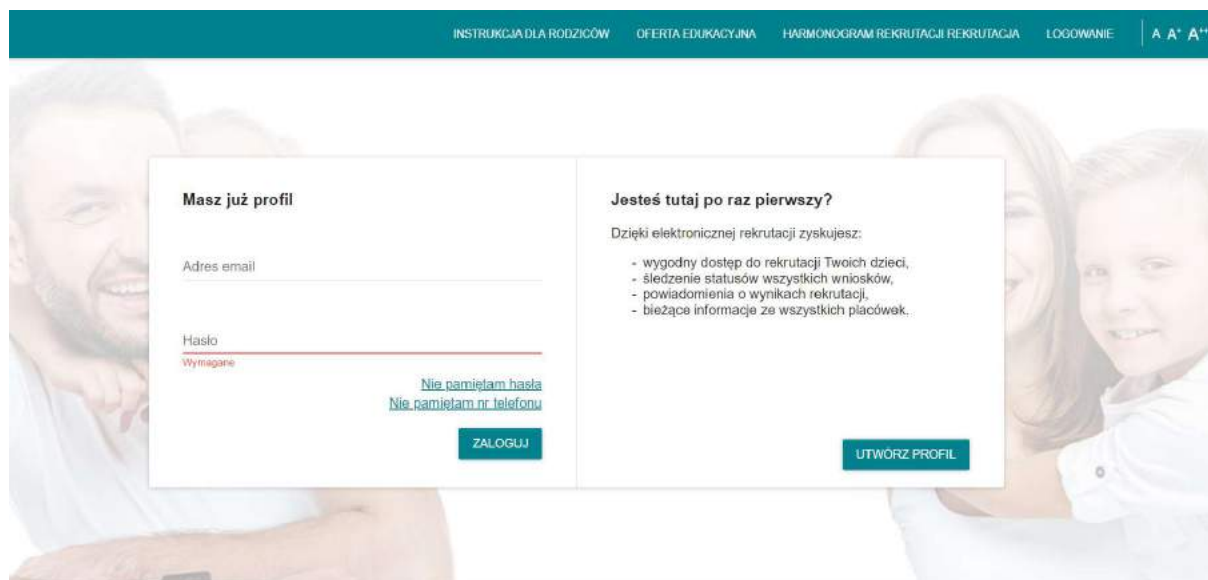 INSTRUKCJA DLA RODZICÓW OFERTA EDUKACYJNA HARMONOGRAM REKRUTACJI REKRUTACJA LOGOWANIE A A+ A++
Masz już profil
Adres email
Hasło
Wymagane
Nie pamiętam hasła
Nie pamiętam nr telefonu
ZALOGUJ
Jesteś tutaj po raz pierwszy?
Dzięki elektronicznej rekrutacji zyskujesz:
- wygodny dostęp do rekrutacji Twoich dzieci,
- śledzenie statusów wszystkich wniosków,
- powiadomienia o wynikach rekrutacji,
- bieżące informacje ze wszystkich placówek.
UTWÓRZ PROFIL